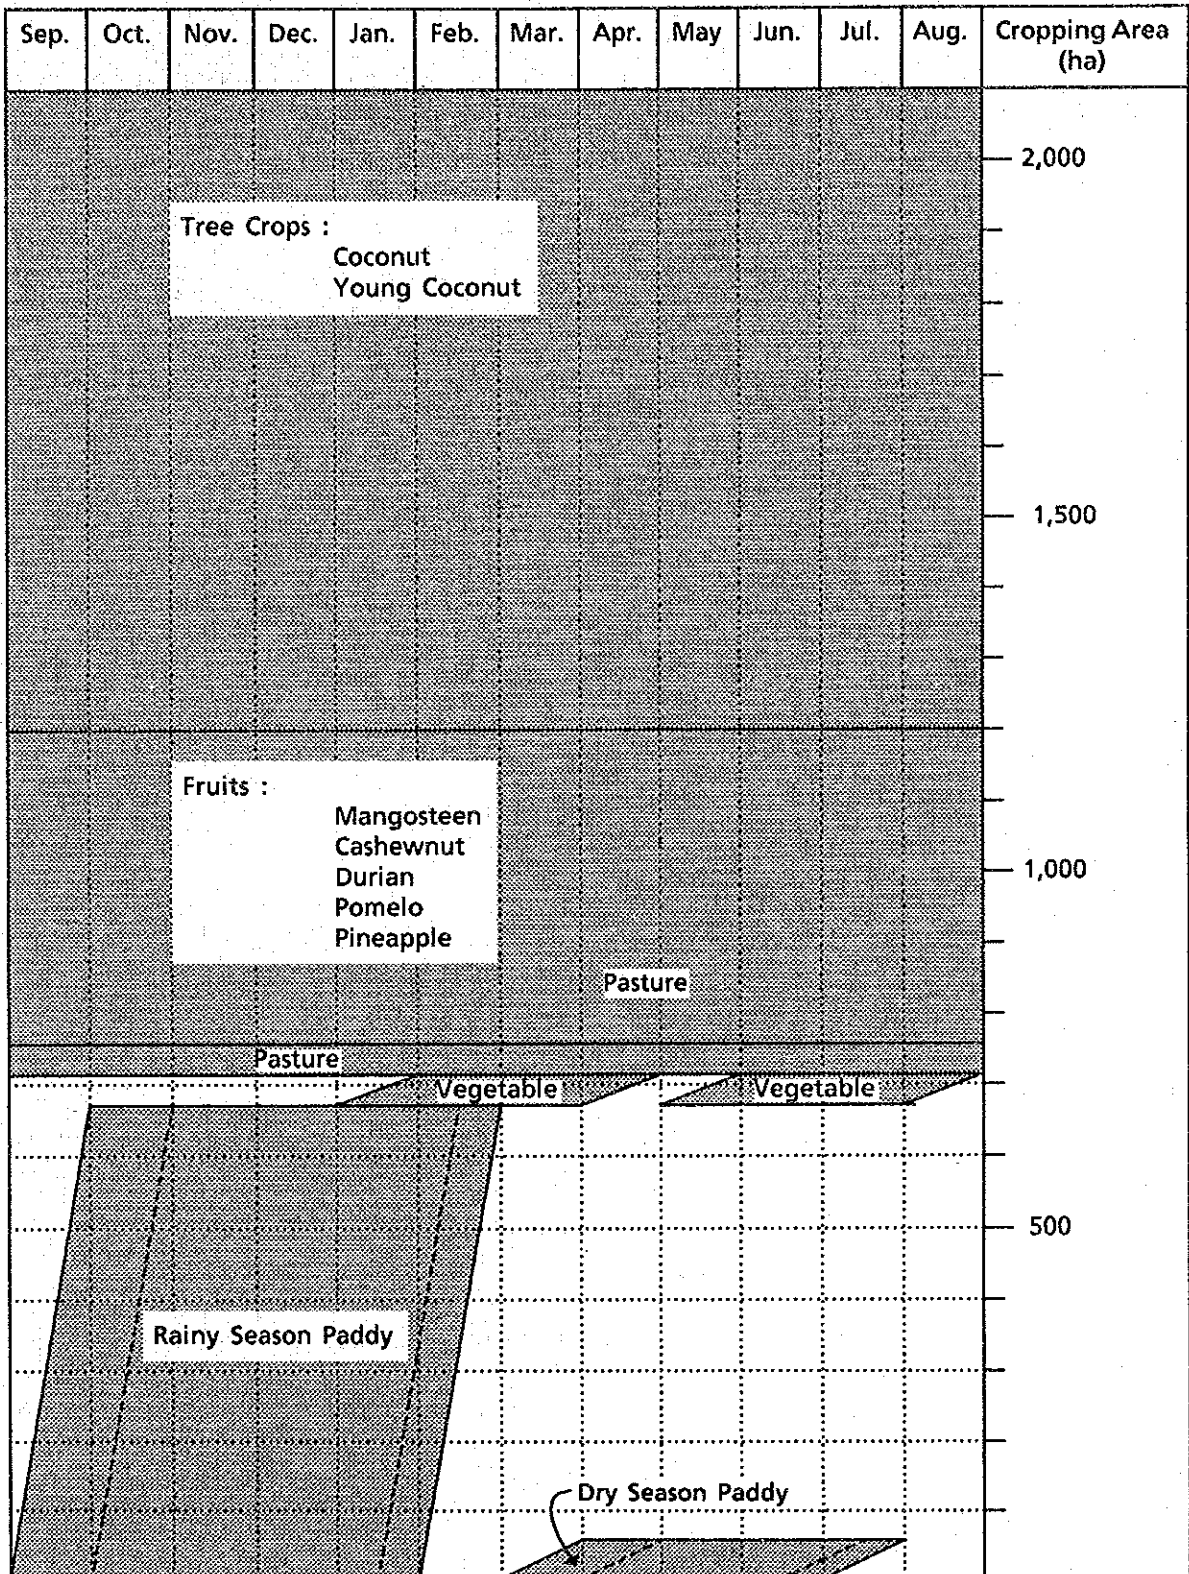 Sep. Oct. Nov. Dec. Jan. Feb. Mar. Apr. May Jun. Jul. Aug. Cropping Area
(ha)
2,000
Tree Crops :
Coconut
Young Coconut
1,500
Fruits :
Mangosteen
Cashewnut
Durian
Pomelo
Pineapple
1,000
Pasture
Pasture
Vegetable Vegetable
500
Rainy Season Paddy
Dry Season Paddy